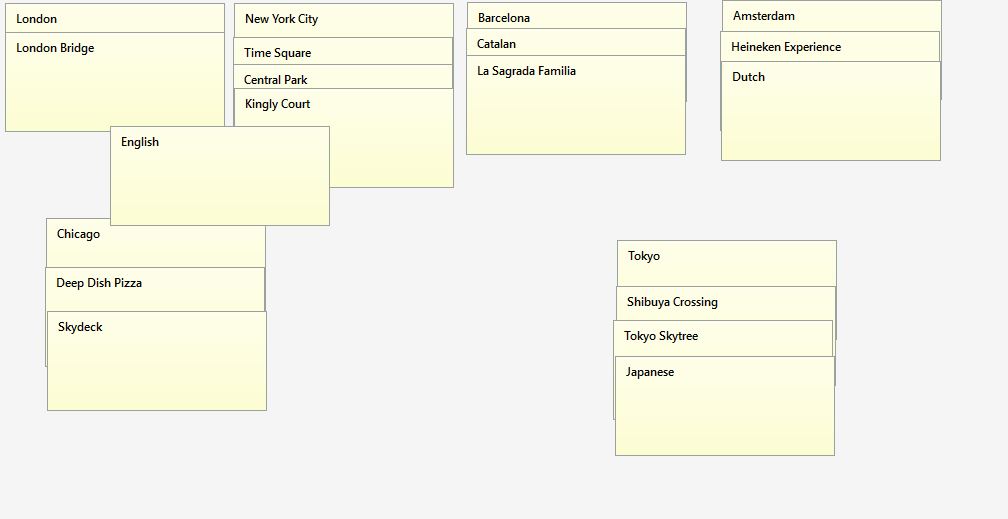 London
London Bridge
New York City
Time Square
Central Park
Kingly Court
English
Barcelona
Catalan
La Sagrada Familia
Amsterdam
Heineken Experience
Dutch
Chicago
Deep Dish Pizza
Skydeck
Tokyo
Shibuya Crossing
Tokyo Skytree
Japanese